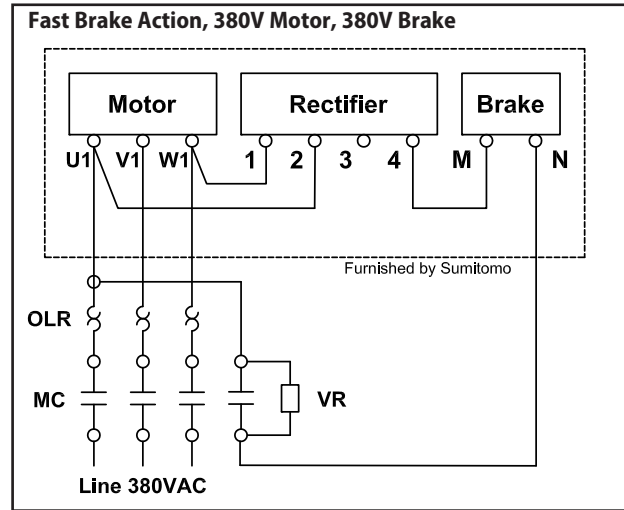 Fast Brake Action, 380V Motor, 380V Brake
Motor Rectifier Brake
U1 V1 W1 1 2 3 4 M N
Furnished by Sumitomo
OLR
MC VR
Line 380VAC